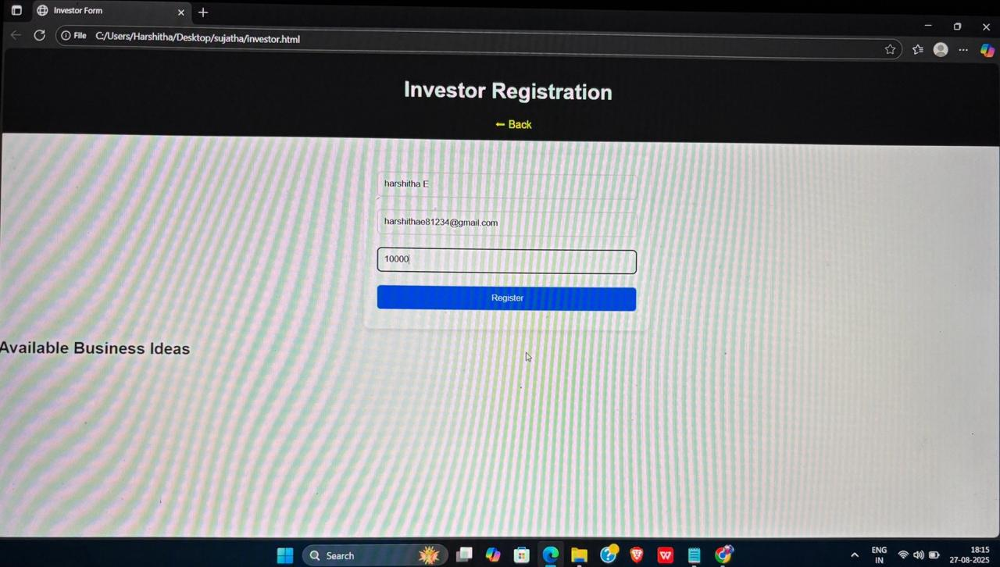 Investor Form
File C:/Users/Harshitha/Desktop/sujatha/investor.html
Investor Registration
Back
harshitha E
harshithae81234@gmail.com
10000
Register
Available Business Ideas
Search
ENG
IN
18:15
27-08-2025